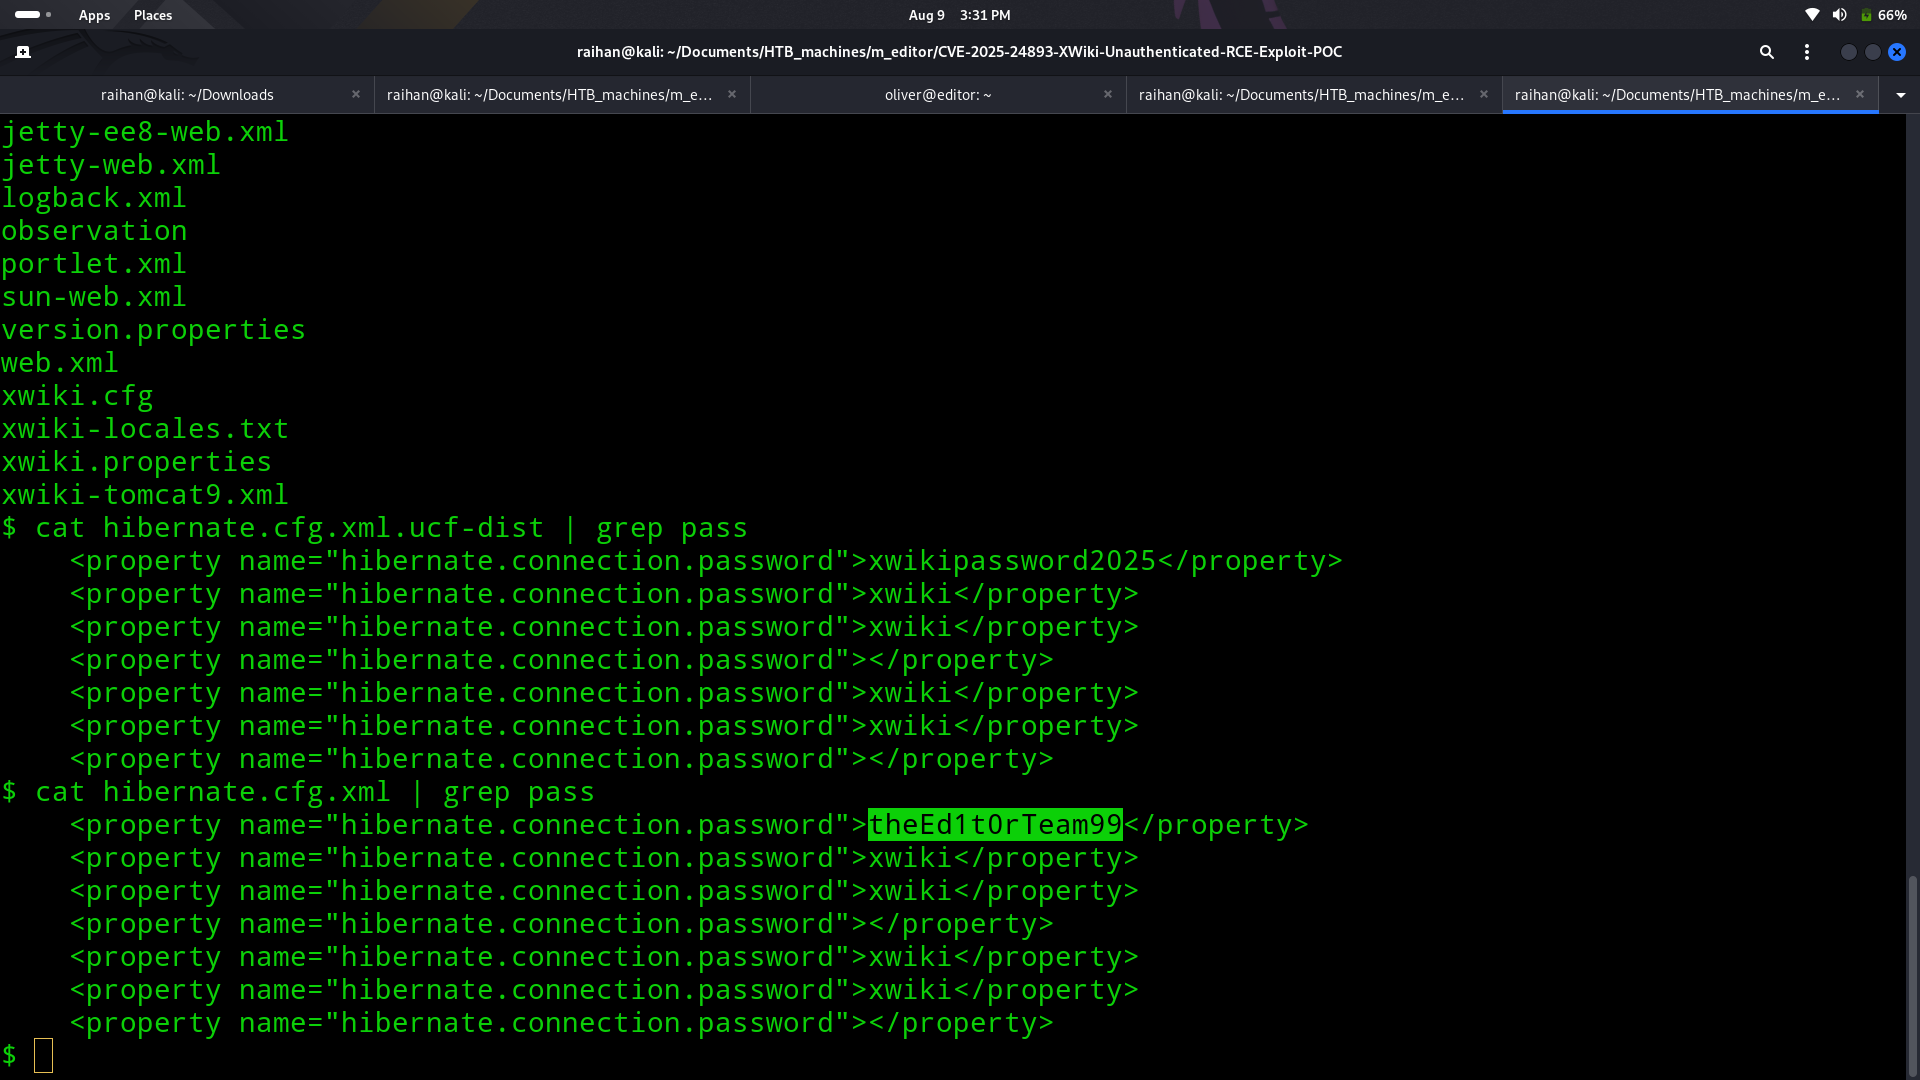 Apps Places Aug 9 3:31 PM 66%
raihan@kali: ~/Documents/HTB_machines/m_editor/CVE-2025-24893-XWiki-Unauthenticated-RCE-Exploit-POC
raihan@kali: ~/Downloads × raihan@kali: ~/Documents/HTB_machines/m_e... × oliver@editor: ~ × raihan@kali: ~/Documents/HTB_machines/m_e... × raihan@kali: ~/Documents/HTB_machines/m_e... ×
jetty-ee8-web.xml
jetty-web.xml
logback.xml
observation
portlet.xml
sun-web.xml
version.properties
web.xml
xwiki.cfg
xwiki-locales.txt
xwiki.properties
xwiki-tomcat9.xml
$ cat hibernate.cfg.xml.ucf-dist | grep pass
    <property name="hibernate.connection.password">xwikipassword2025</property>
    <property name="hibernate.connection.password">xwiki</property>
    <property name="hibernate.connection.password">xwiki</property>
    <property name="hibernate.connection.password"></property>
    <property name="hibernate.connection.password">xwiki</property>
    <property name="hibernate.connection.password">xwiki</property>
    <property name="hibernate.connection.password"></property>
$ cat hibernate.cfg.xml | grep pass
    <property name="hibernate.connection.password">theEd1t0rTeam99</property>
    <property name="hibernate.connection.password">xwiki</property>
    <property name="hibernate.connection.password">xwiki</property>
    <property name="hibernate.connection.password"></property>
    <property name="hibernate.connection.password">xwiki</property>
    <property name="hibernate.connection.password">xwiki</property>
    <property name="hibernate.connection.password"></property>
$